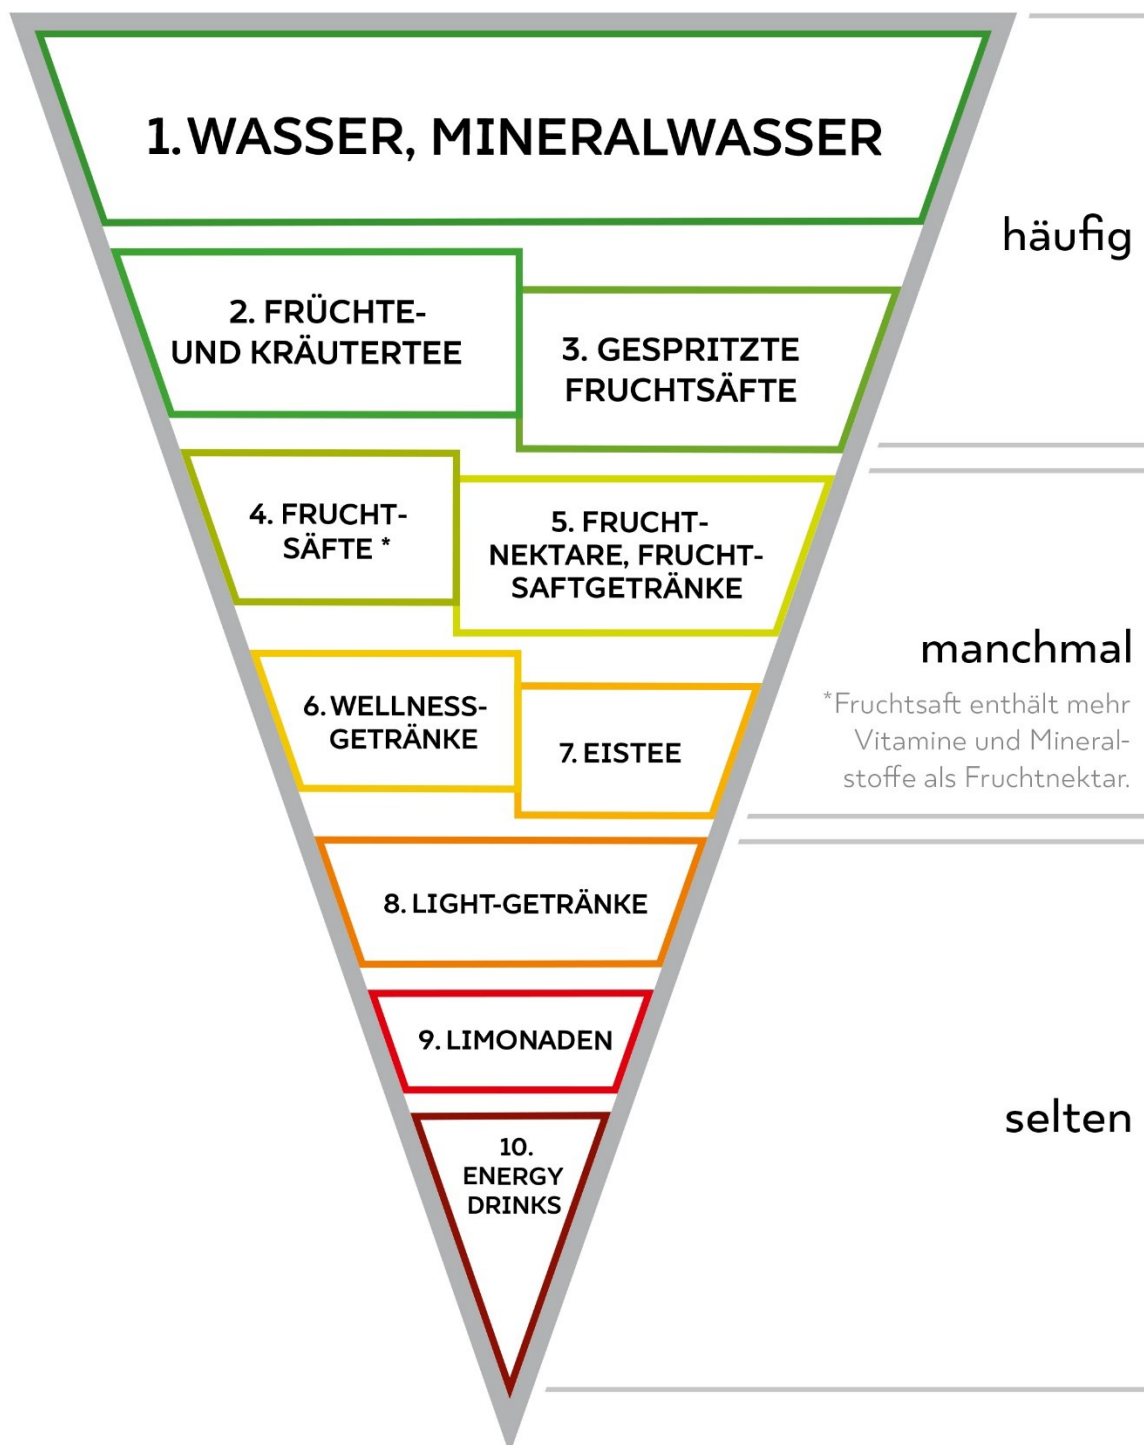 1. WASSER, MINERALWASSER
häufig
2. FRÜCHTE-
UND KRÄUTERTEE
3. GESPRITZTE
FRUCHTSÄFTE
4. FRUCHT-
SÄFTE *
5. FRUCHT-
NEKTARE, FRUCHT-
SAFTGETRÄNKE
manchmal
*Fruchtsaft enthält mehr
Vitamine und Mineral-
stoffe als Fruchtnektar.
6. WELLNESS-
GETRÄNKE
7. EISTEE
8. LIGHT-GETRÄNKE
9. LIMONADEN
selten
10.
ENERGY
DRINKS